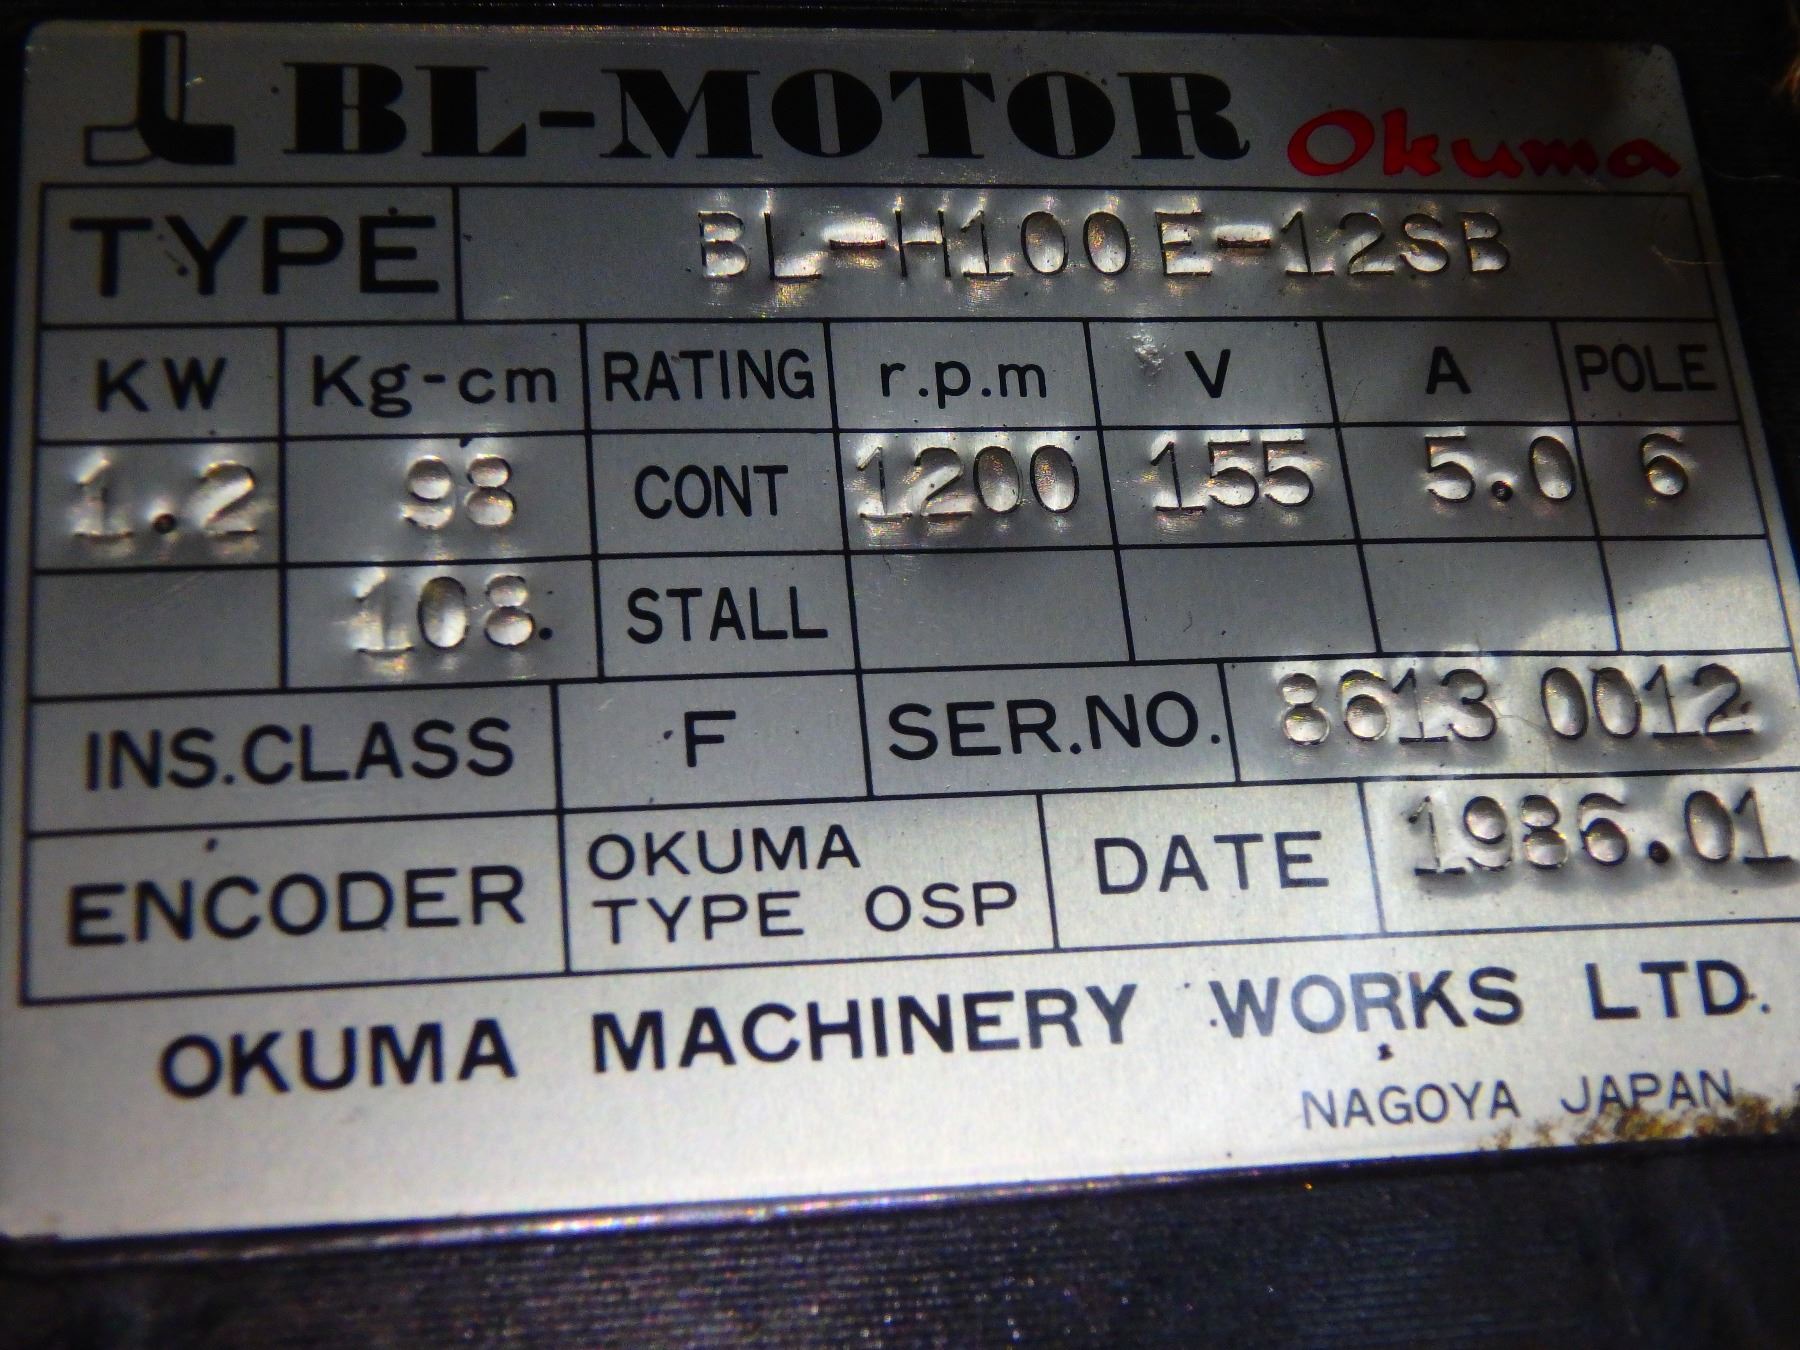 BL-MOTOR Okuma
TYPE BL-H100E-12SB
KW Kg-cm RATING r.p.m V A POLE
1.2 98 CONT 1200 155 5.0 6
108. STALL
INS.CLASS F SER.NO. 8613 0012
ENCODER OKUMA TYPE OSP DATE 1986.01
OKUMA MACHINERY WORKS LTD.
NAGOYA JAPAN